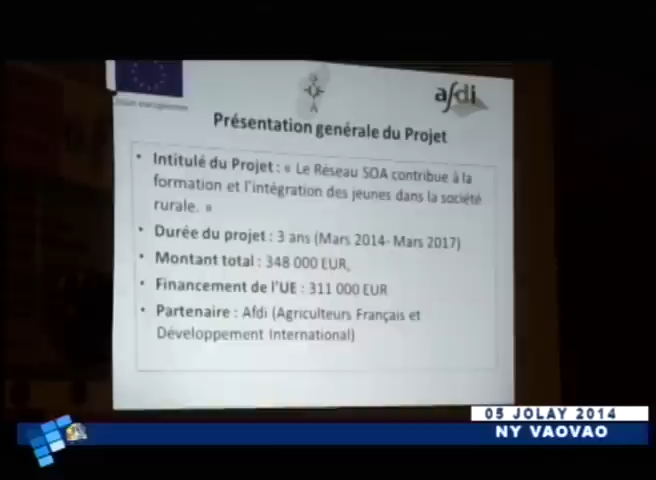 Union européenne
S
O
A
afdi
Présentation générale du Projet
• Intitulé du Projet : « Le Réseau SOA contribue à la
formation et l'intégration des jeunes dans la société
rurale. »
• Durée du projet : 3 ans (Mars 2014- Mars 2017)
• Montant total : 348 000 EUR,
• Financement de l'UE : 311 000 EUR
• Partenaire : Afdi (Agriculteurs Français et
Développement International)
05 JOLAY 2014
NY VAOVAO